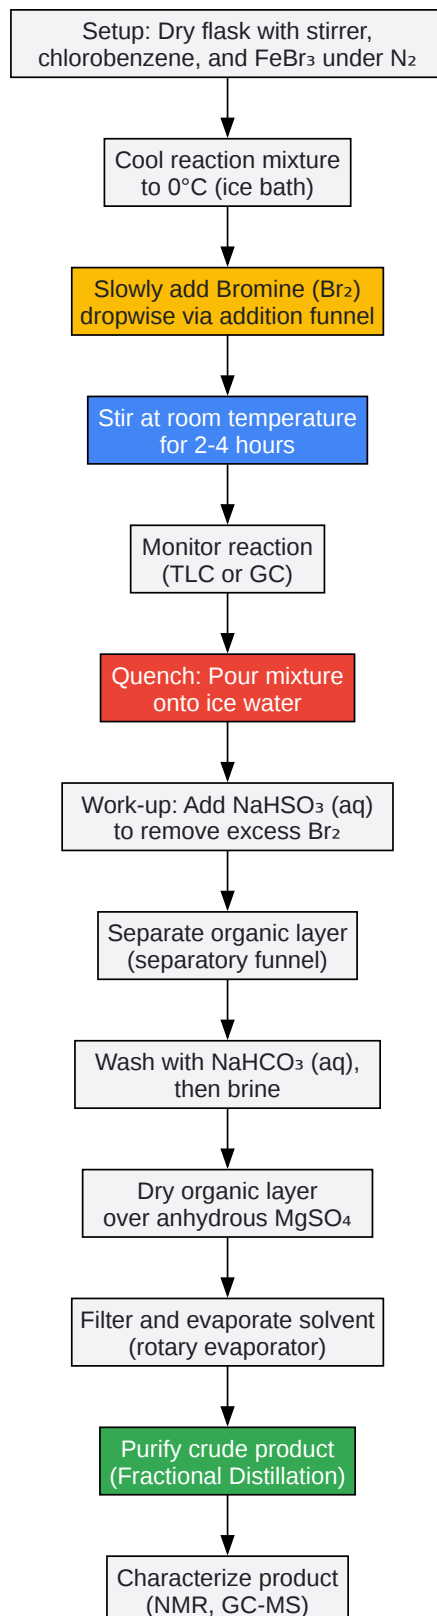 Setup: Dry flask with stirrer,
chlorobenzene, and FeBr₃ under N₂
Cool reaction mixture
to 0°C (ice bath)
Slowly add Bromine (Br₂)
dropwise via addition funnel
Stir at room temperature
for 2-4 hours
Monitor reaction
(TLC or GC)
Quench: Pour mixture
onto ice water
Work-up: Add NaHSO₃ (aq)
to remove excess Br₂
Separate organic layer
(separatory funnel)
Wash with NaHCO₃ (aq),
then brine
Dry organic layer
over anhydrous MgSO₄
Filter and evaporate solvent
(rotary evaporator)
Purify crude product
(Fractional Distillation)
Characterize product
(NMR, GC-MS)